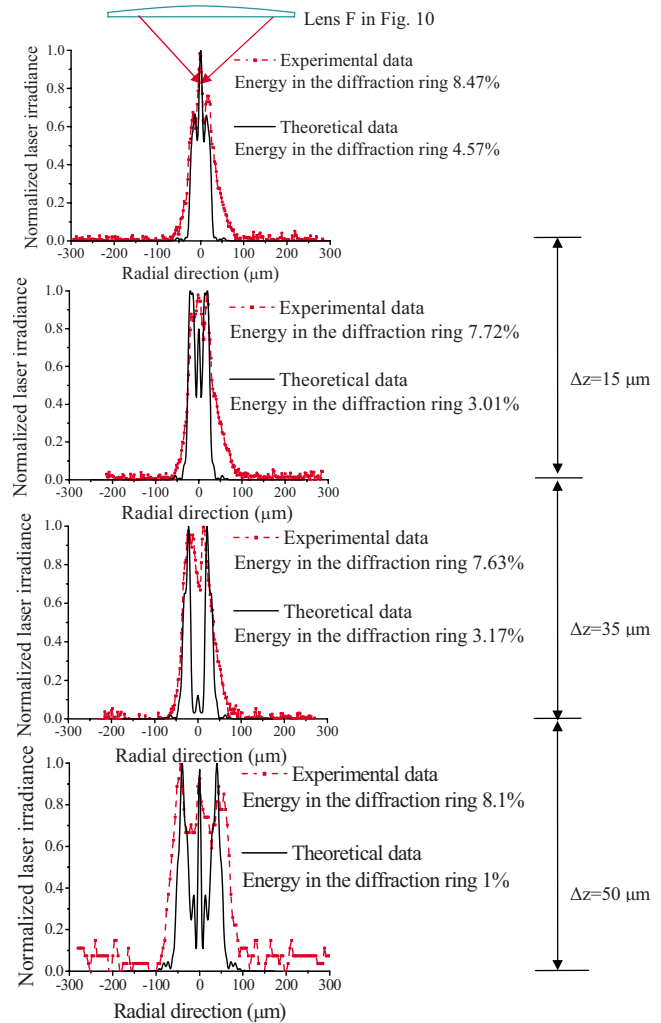 Lens F in Fig. 10
Normalized laser irradiance
1.0
0.8
0.6
0.4
0.2
0.0
-300 -200 -100 0 100 200 300
Radial direction (μm)
Experimental data
Energy in the diffraction ring 8.47%
Theoretical data
Energy in the diffraction ring 4.57%
Δz=15 μm
Normalized laser irradiance
1.0
0.8
0.6
0.4
0.2
0.0
-300 -200 -100 0 100 200 300
Radial direction (μm)
Experimental data
Energy in the diffraction ring 7.72%
Theoretical data
Energy in the diffraction ring 3.01%
Δz=35 μm
Normalized laser irradiance
1.0
0.8
0.6
0.4
0.2
0.0
-300 -200 -100 0 100 200 300
Radial direction (μm)
Experimental data
Energy in the diffraction ring 7.63%
Theoretical data
Energy in the diffraction ring 3.17%
Δz=50 μm
Normalized laser irradiance
1.0
0.8
0.6
0.4
0.2
0.0
-300 -200 -100 0 100 200 300
Radial direction (μm)
Experimental data
Energy in the diffraction ring 8.1%
Theoretical data
Energy in the diffraction ring 1%